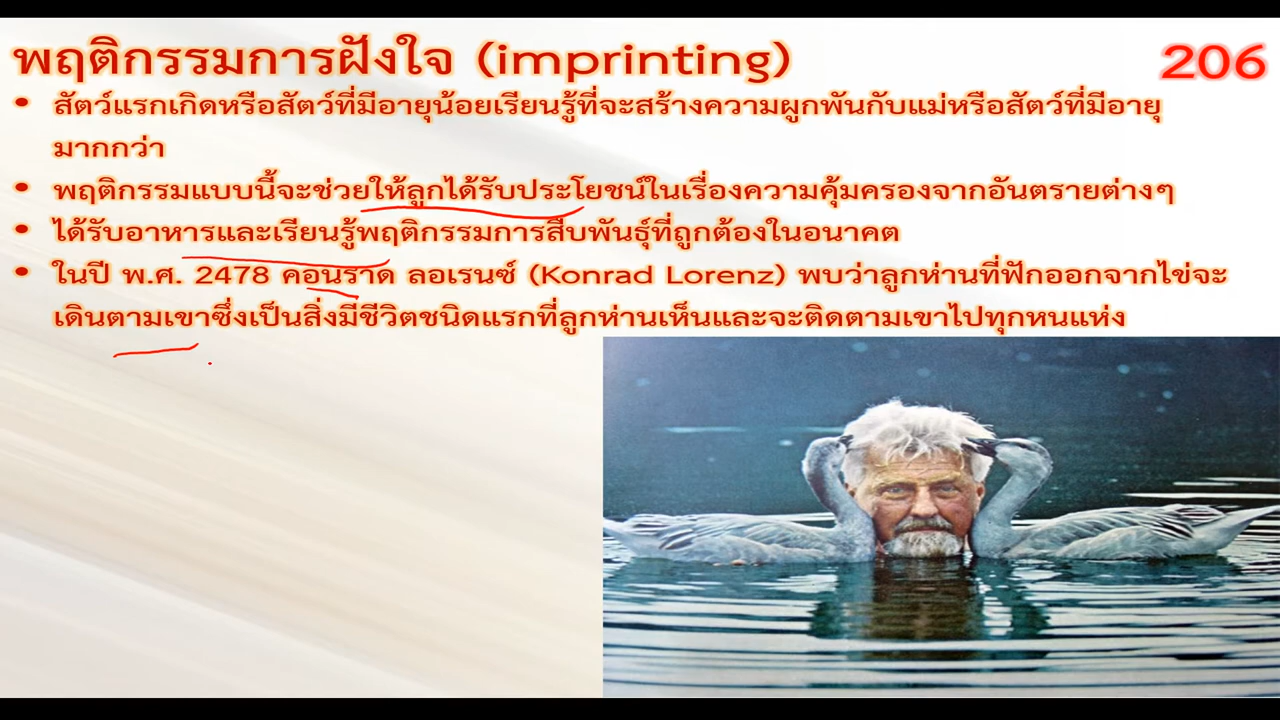 พฤติกรรมการฝังใจ (imprinting)
206
• สัตว์แรกเกิดหรือสัตว์ที่มีอายุน้อยเรียนรู้ที่จะสร้างความผูกพันกับแม่หรือสัตว์ที่มีอายุ
มากกว่า
• พฤติกรรมแบบนี้จะช่วยให้ลูกได้รับประโยชน์ในเรื่องความคุ้มครองจากอันตรายต่างๆ
• ได้รับอาหารและเรียนรู้พฤติกรรมการสืบพันธุ์ที่ถูกต้องในอนาคต
• ในปี พ.ศ. 2478 คอนราด ลอเรนซ์ (Konrad Lorenz) พบว่าลูกห่านที่ฟักออกจากไข่จะ
เดินตามเขาซึ่งเป็นสิ่งมีชีวิตชนิดแรกที่ลูกห่านเห็นและจะติดตามเขาไปทุกหนแห่ง